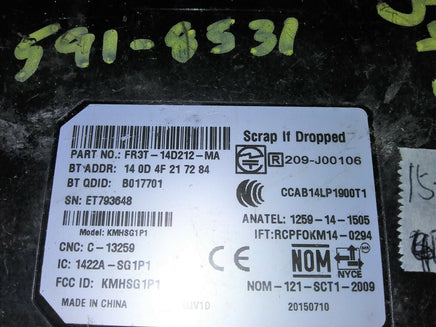 591-8531
Scrap If Dropped
PART NO.: FR3T-14D212-MA
R 209-J00106
BT ADDR: 14 0D 4F 21 72 84
BT QDID: B017701
CCAB14LP1900T1
SN: ET793648
ANATEL: 1259-14-1505
Model: KMHSG1P1
IFT:RCPFOKM14-0294
CNC: C-13259
IC: 1422A-SG1P1
CE
NOM
NYCE
FCC ID: KMHSG1P1
NOM-121-SCT1-2009
MADE IN CHINA
20150710
15